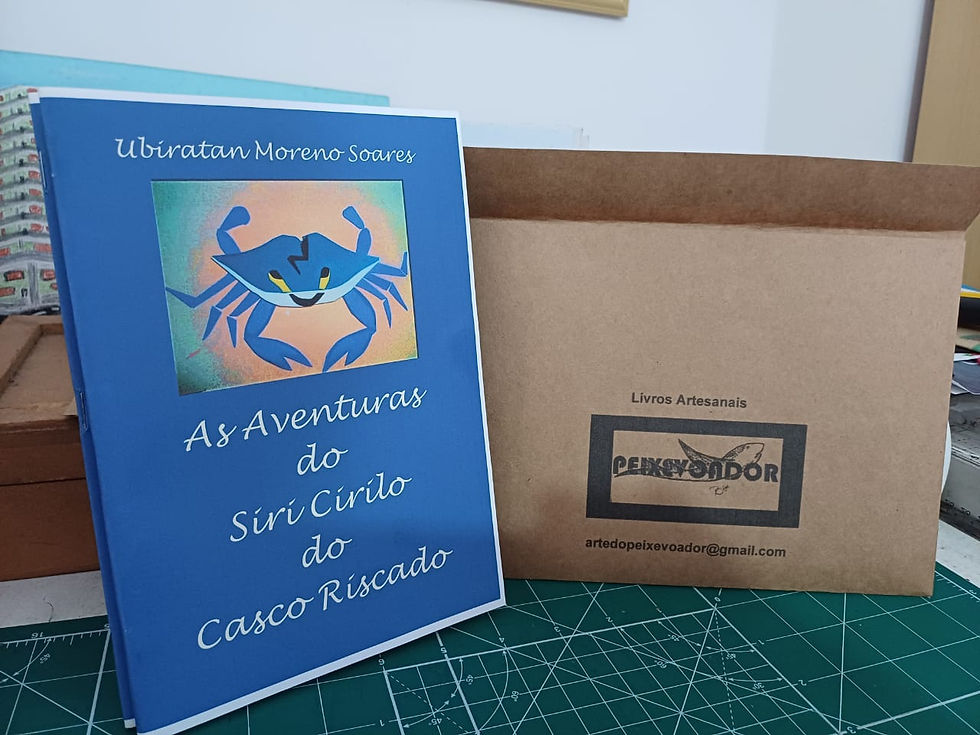 Ubiratan Moreno Soares
As Aventuras
do
Siri Cirilo
do
Casco Riscado
Livros Artesanais
PEIXEVOADOR
artedopeixevoador@gmail.com